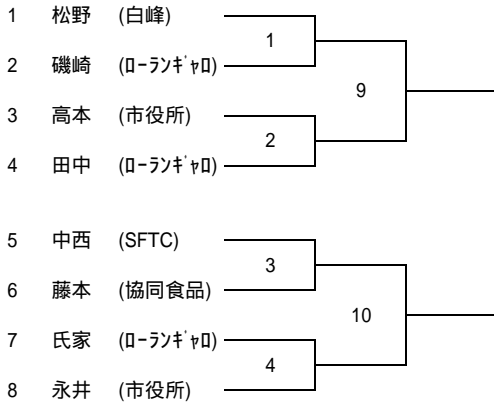 1 松野 (白峰)
1
2 磯崎 (ﾛｰﾗﾝｷﾞｬﾛ)
9
3 高本 (市役所)
2
4 田中 (ﾛｰﾗﾝｷﾞｬﾛ)
5 中西 (SFTC)
3
6 藤本 (協同食品)
10
7 氏家 (ﾛｰﾗﾝｷﾞｬﾛ)
4
8 永井 (市役所)